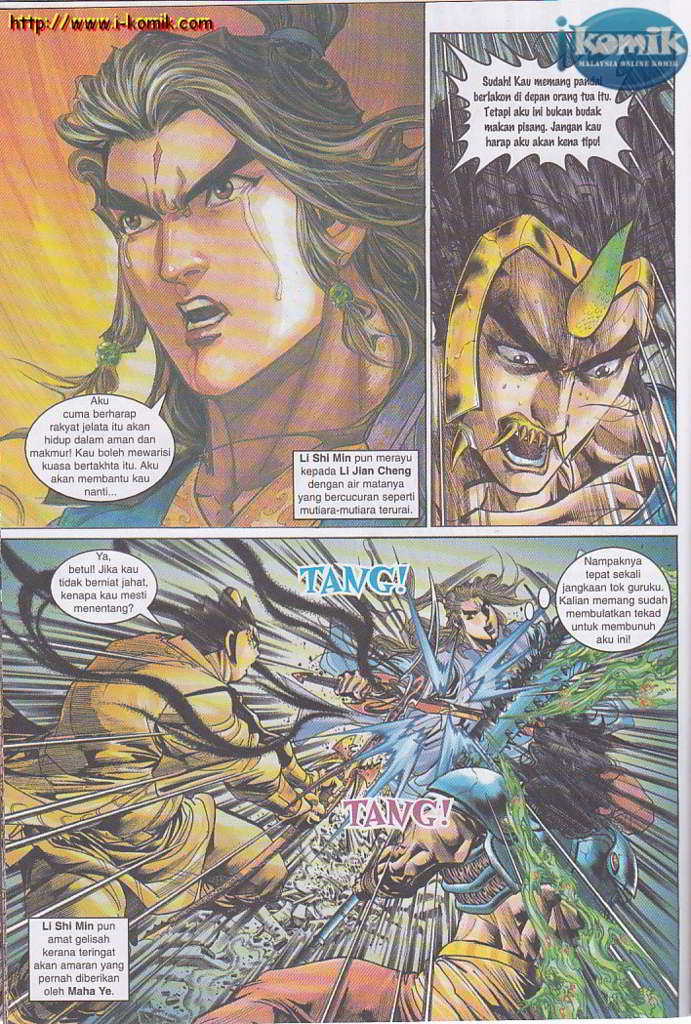 http://www.i-komik.com
ikomik
MALAYSIA ONLINE KOMIK
Aku
cuma berharap
rakyat jelata itu akan
hidup dalam aman dan
makmur! Kau boleh mewarisi
kuasa bertakhta itu. Aku
akan membantu kau
nanti...
Li Shi Min pun merayu
kepada Li Jian Cheng
dengan air matanya
yang bercucuran seperti
mutiara-mutiara terurai.
Sudah! Kau memang pandai
berlakon di depan orang tua itu.
Tetapi aku ini bukan budak
makan pisang. Jangan kau
harap aku akan kena tipu!
Ya,
betul! Jika kau
tidak berniat jahat,
kenapa kau mesti
menentang?
TANG!
Nampaknya
tepat sekali
jangkaan tok guruku.
Kalian memang sudah
membulatkan tekad
untuk membunuh
aku ini!
TANG!
Li Shi Min pun
amat gelisah
kerana teringat
akan amaran yang
pernah diberikan
oleh Maha Ye.